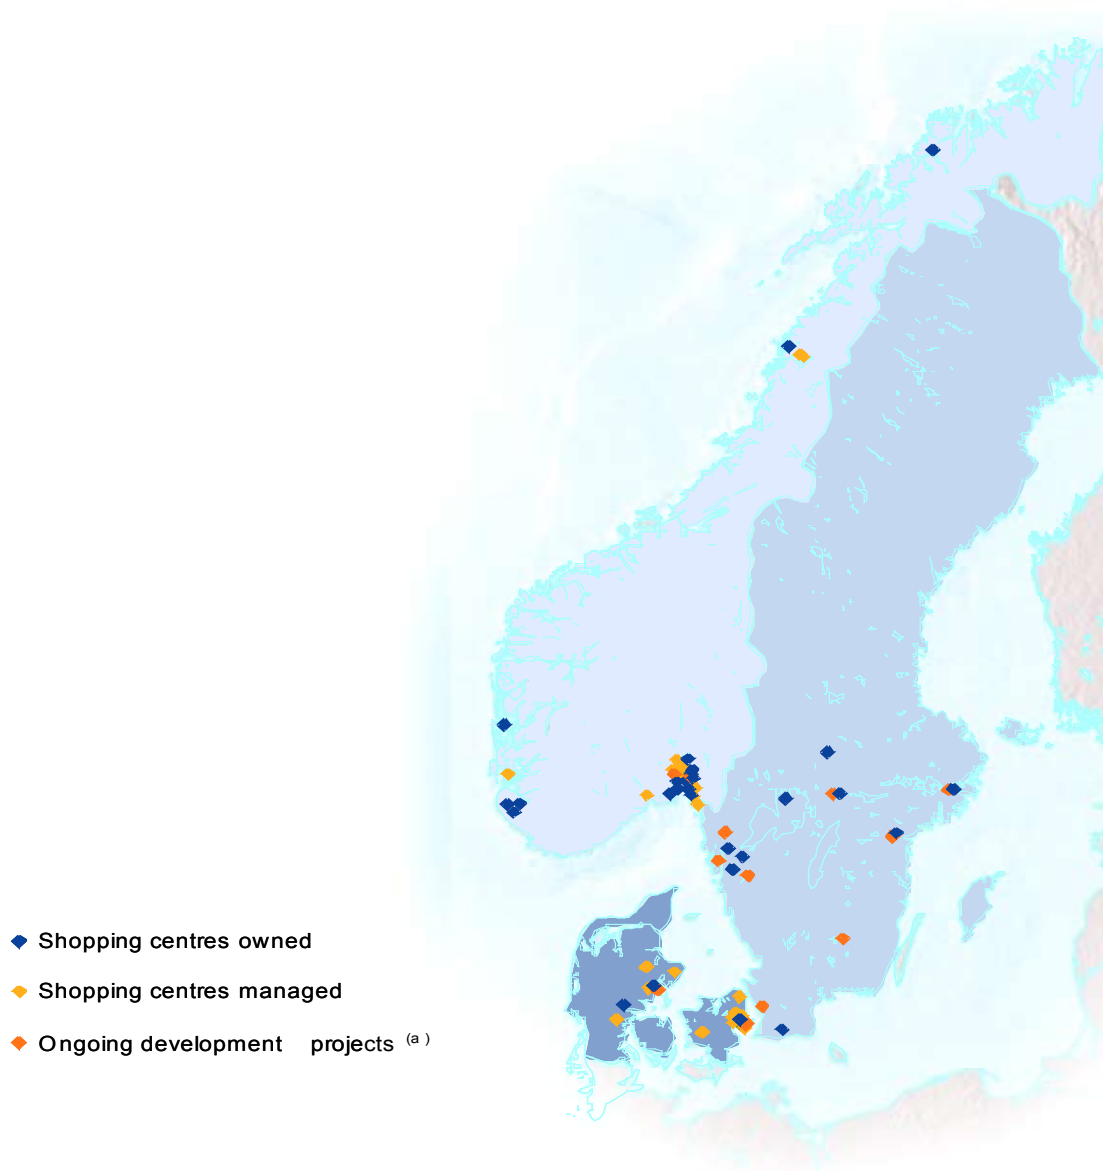 Shopping centres owned
Shopping centres managed
Ongoing development projects (a)